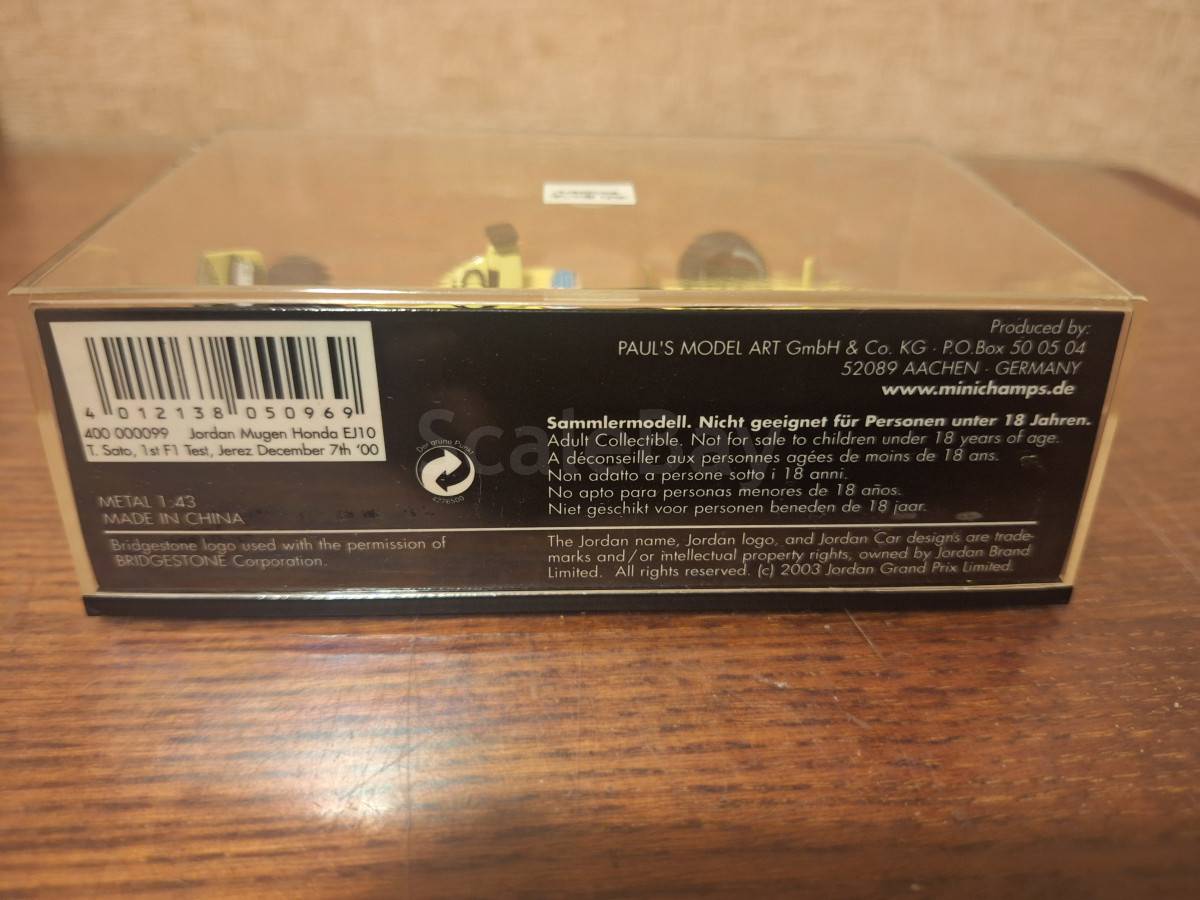 4 012138 050969
400 000099 Jordan Mugen Honda EJ10
T. Sato, 1st F1 Test, Jerez December 7th '00
METAL 1:43
MADE IN CHINA
Bridgestone logo used with the permission of
BRIDGESTONE Corporation.
Der grüne Punkt
4276500
Produced by:
PAUL'S MODEL ART GmbH & Co. KG · P.O.Box 50 05 04
52089 AACHEN · GERMANY
www.minichamps.de
Sammlermodell. Nicht geeignet für Personen unter 18 Jahren.
Adult Collectible. Not for sale to children under 18 years of age.
A déconseiller aux personnes agées de moins de 18 ans.
Non adatto a persone sotto i 18 anni.
No apto para personas menores de 18 años.
Niet geschikt voor personen beneden de 18 jaar.
The Jordan name, Jordan logo, and Jordan Car designs are trade-
marks and/or intellectual property rights, owned by Jordan Brand
Limited. All rights reserved. (c) 2003 Jordan Grand Prix Limited.